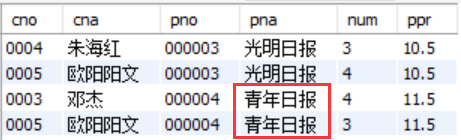 cno cna pno pna num ppr
0004 朱海红 000003 光明日报 3 10.5
0005 欧阳阳文 000003 光明日报 4 10.5
0003 邓杰 000004 青年日报 4 11.5
0005 欧阳阳文 000004 青年日报 3 11.5